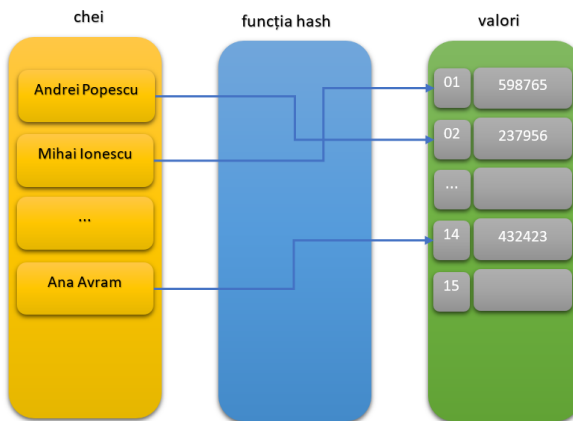 chei
funcția hash
valori
Andrei Popescu
Mihai Ionescu
...
Ana Avram
01 598765
02 237956
...
14 432423
15